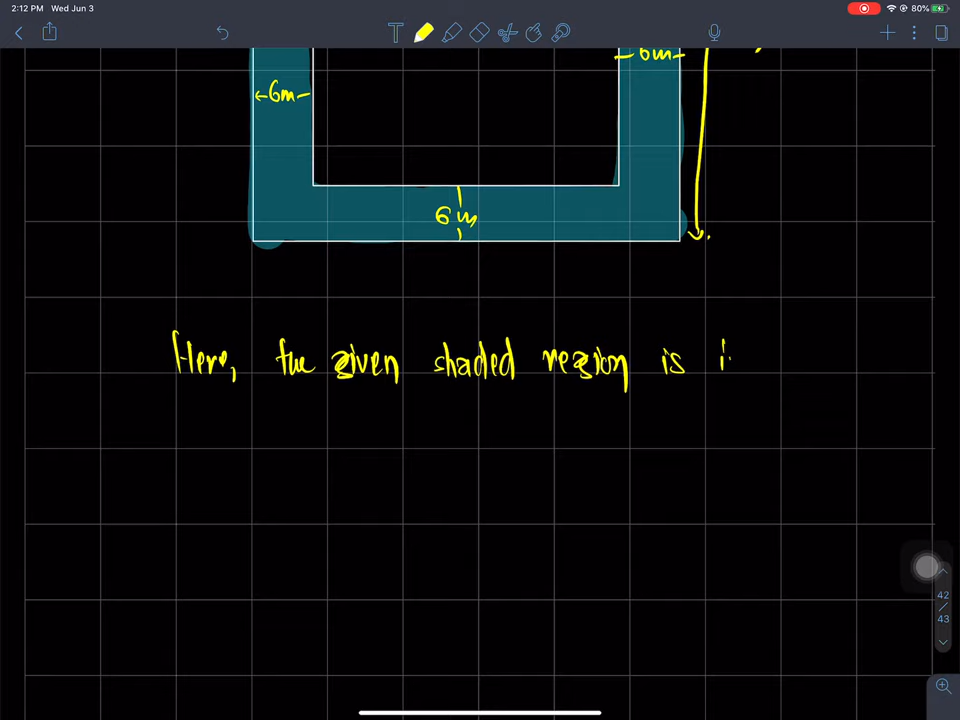 2:12 PM Wed Jun 3
80%
T
6m
6m
6m
Here, the given shaded region is i
42
/
43